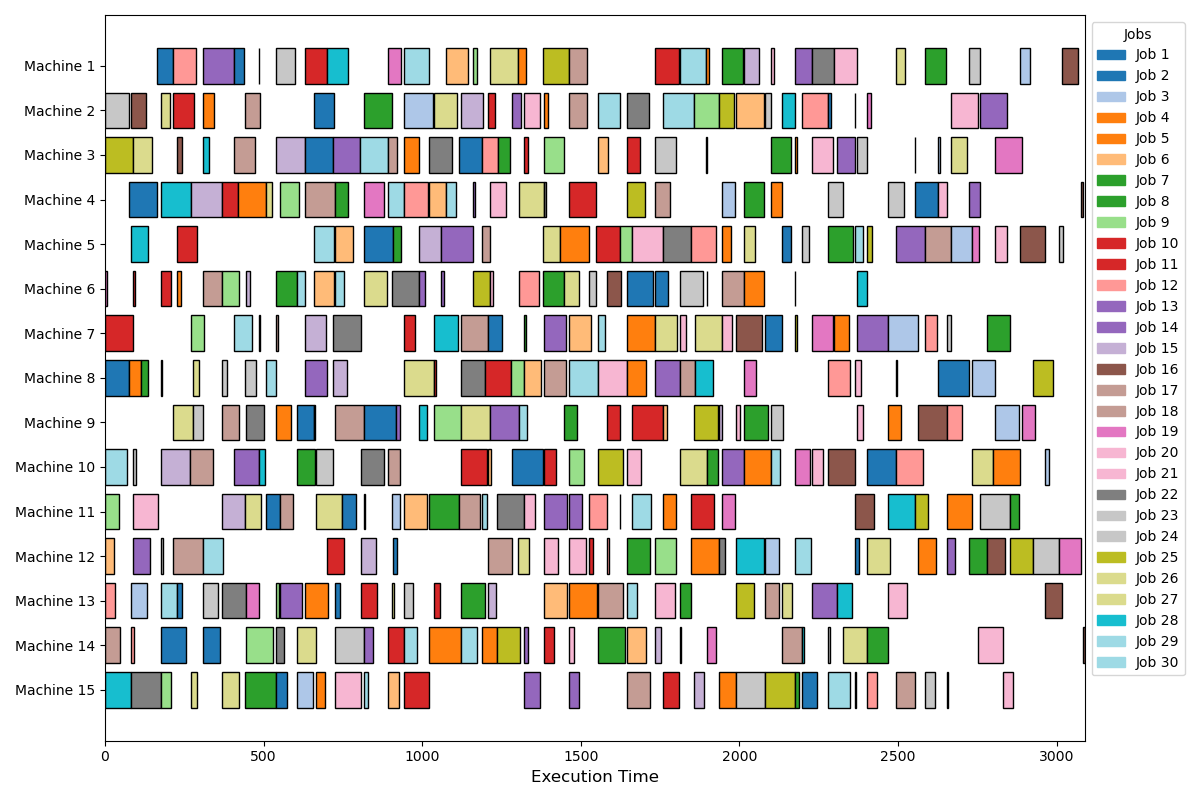 Machine 1
Machine 2
Machine 3
Machine 4
Machine 5
Machine 6
Machine 7
Machine 8
Machine 9
Machine 10
Machine 11
Machine 12
Machine 13
Machine 14
Machine 15
0 500 1000 1500 2000 2500 3000
Execution Time
Jobs
Job 1
Job 2
Job 3
Job 4
Job 5
Job 6
Job 7
Job 8
Job 9
Job 10
Job 11
Job 12
Job 13
Job 14
Job 15
Job 16
Job 17
Job 18
Job 19
Job 20
Job 21
Job 22
Job 23
Job 24
Job 25
Job 26
Job 27
Job 28
Job 29
Job 30